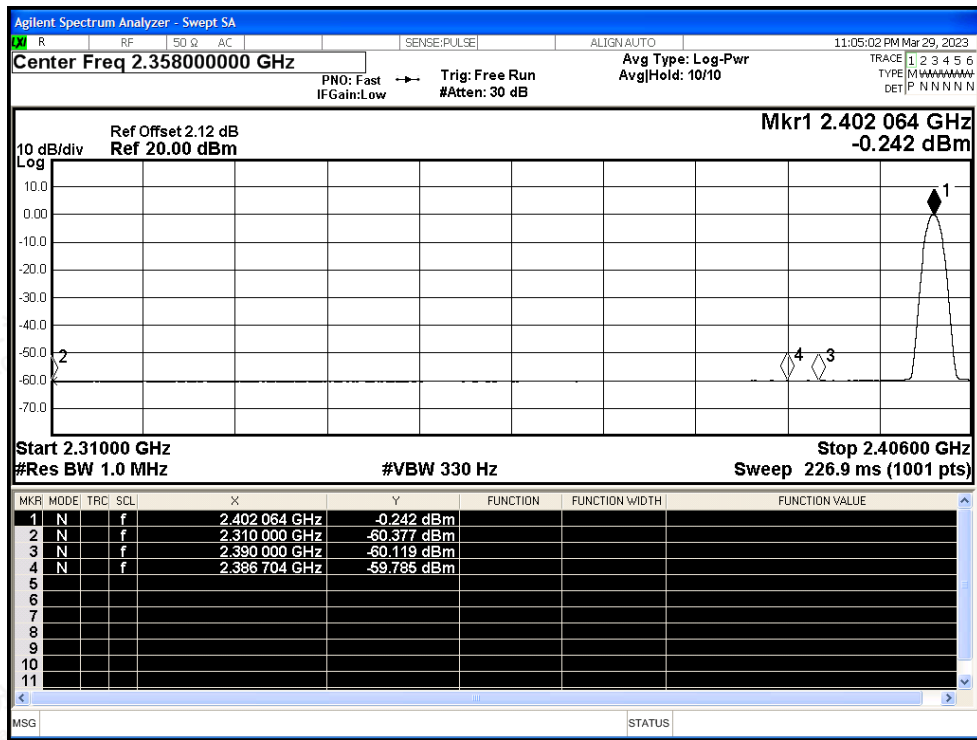 Agilent Spectrum Analyzer - Swept SA
LXI R RF 50 Ω AC SENSE:PULSE ALIGN AUTO 11:05:02 PM Mar 29, 2023
Center Freq 2.358000000 GHz
PNO: Fast
IFGain:Low
Trig: Free Run
#Atten: 30 dB
Avg Type: Log-Pwr
Avg|Hold: 10/10
TRACE 1 2 3 4 5 6
TYPE M WWWWW
DET P N N N N N
Mkr1 2.402 064 GHz
-0.242 dBm
Ref Offset 2.12 dB
10 dB/div Ref 20.00 dBm
Log
10.0
0.00
-10.0
-20.0
-30.0
-40.0
-50.0
-60.0
-70.0
1
2
4
3
Start 2.31000 GHz Stop 2.40600 GHz
#Res BW 1.0 MHz #VBW 330 Hz Sweep 226.9 ms (1001 pts)
MKR MODE TRC SCL X Y FUNCTION FUNCTION WIDTH FUNCTION VALUE
1 N f 2.402 064 GHz -0.242 dBm
2 N f 2.310 000 GHz -60.377 dBm
3 N f 2.390 000 GHz -60.119 dBm
4 N f 2.386 704 GHz -59.785 dBm
5
6
7
8
9
10
11
MSG STATUS